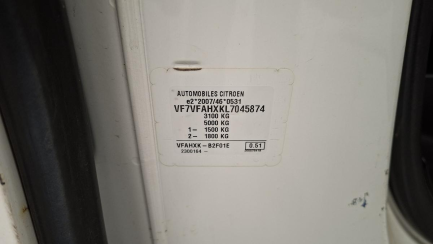 AUTOMOBILES CITROEN
e2*2007/46*0531
VF7VFAHXKL7045874
3100 KG
5000 KG
1– 1500 KG
2– 1800 KG
VFAHXK–B2F01E 0.51